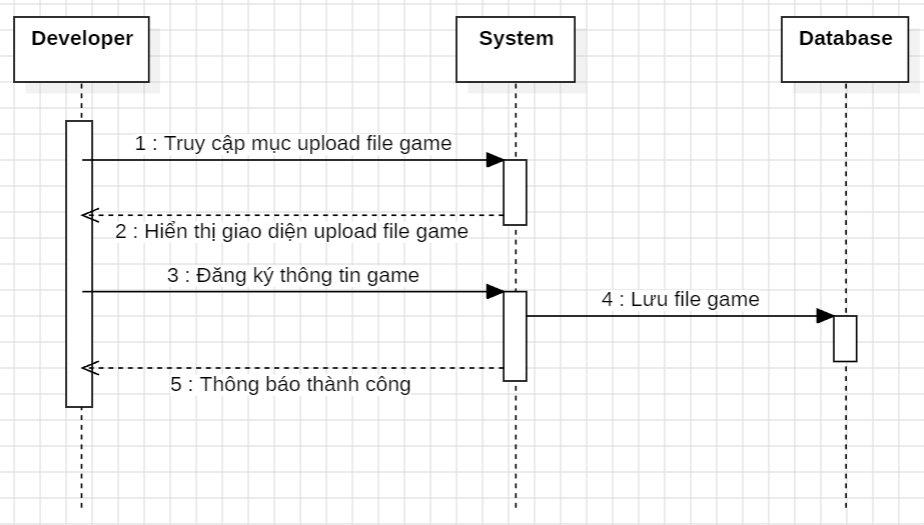 Developer
System
Database
1 : Truy cập mục upload file game
2 : Hiển thị giao diện upload file game
3 : Đăng ký thông tin game
4 : Lưu file game
5 : Thông báo thành công